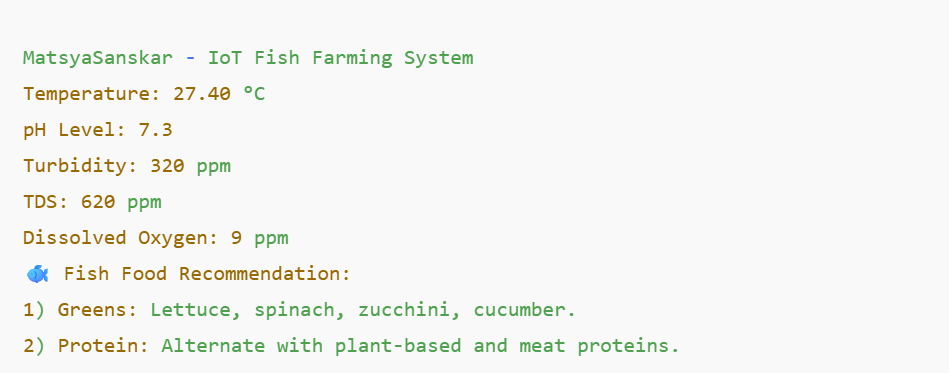 MatsyaSanskar - IoT Fish Farming System
Temperature: 27.40 °C
pH Level: 7.3
Turbidity: 320 ppm
TDS: 620 ppm
Dissolved Oxygen: 9 ppm
🐟 Fish Food Recommendation:
1) Greens: Lettuce, spinach, zucchini, cucumber.
2) Protein: Alternate with plant-based and meat proteins.